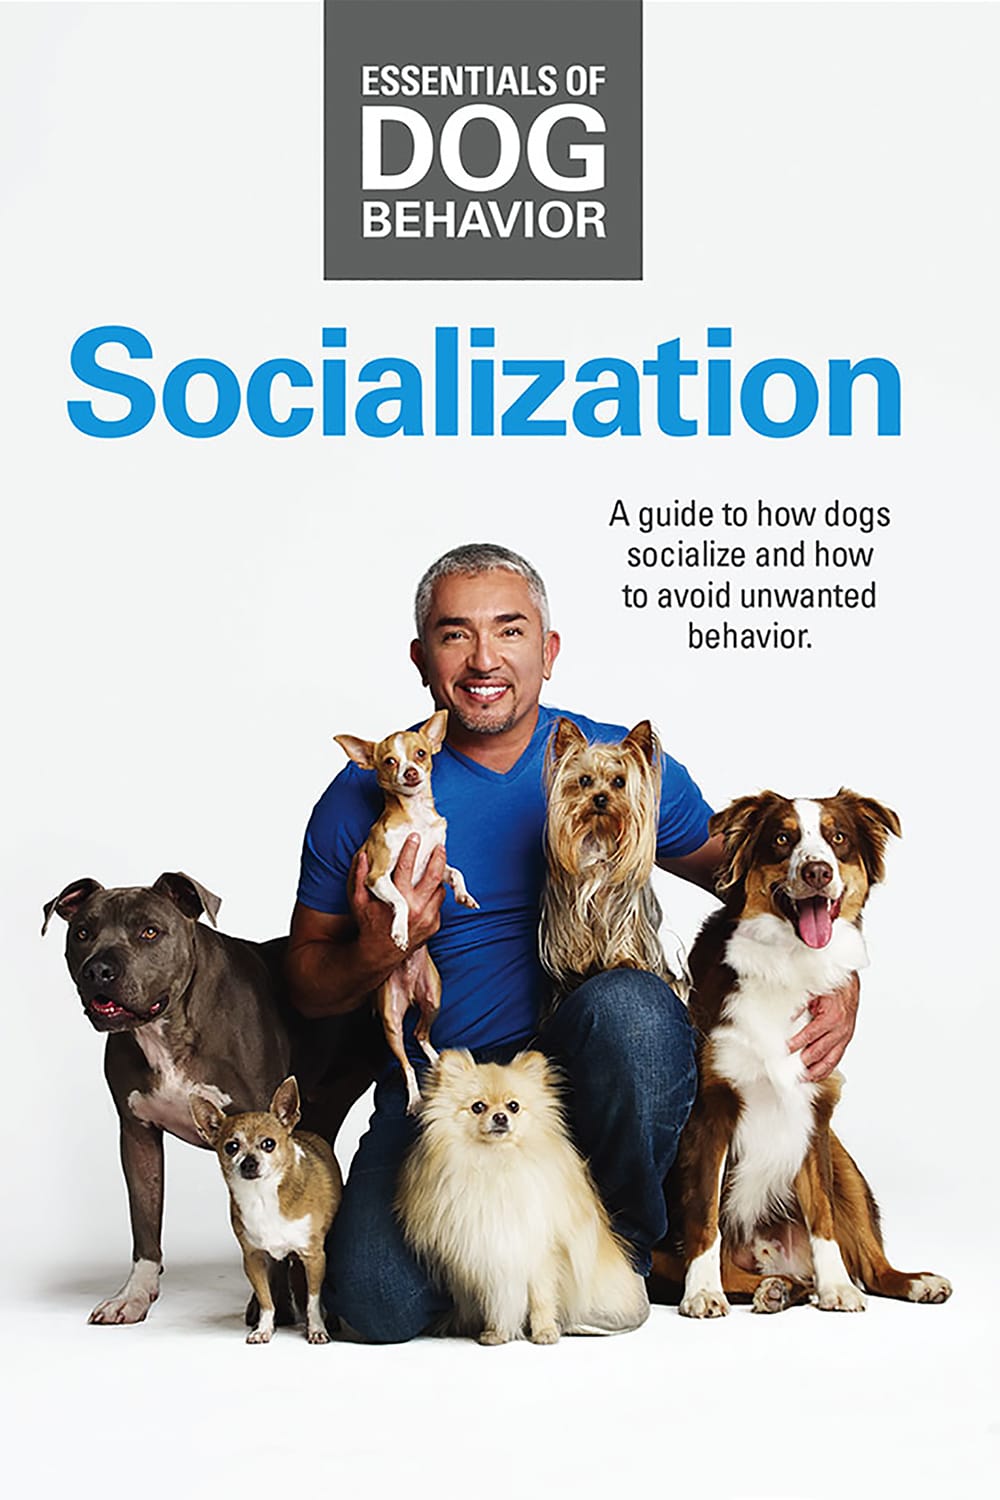 ESSENTIALS OF
DOG
BEHAVIOR
Socialization
A guide to how dogs
socialize and how
to avoid unwanted
behavior.